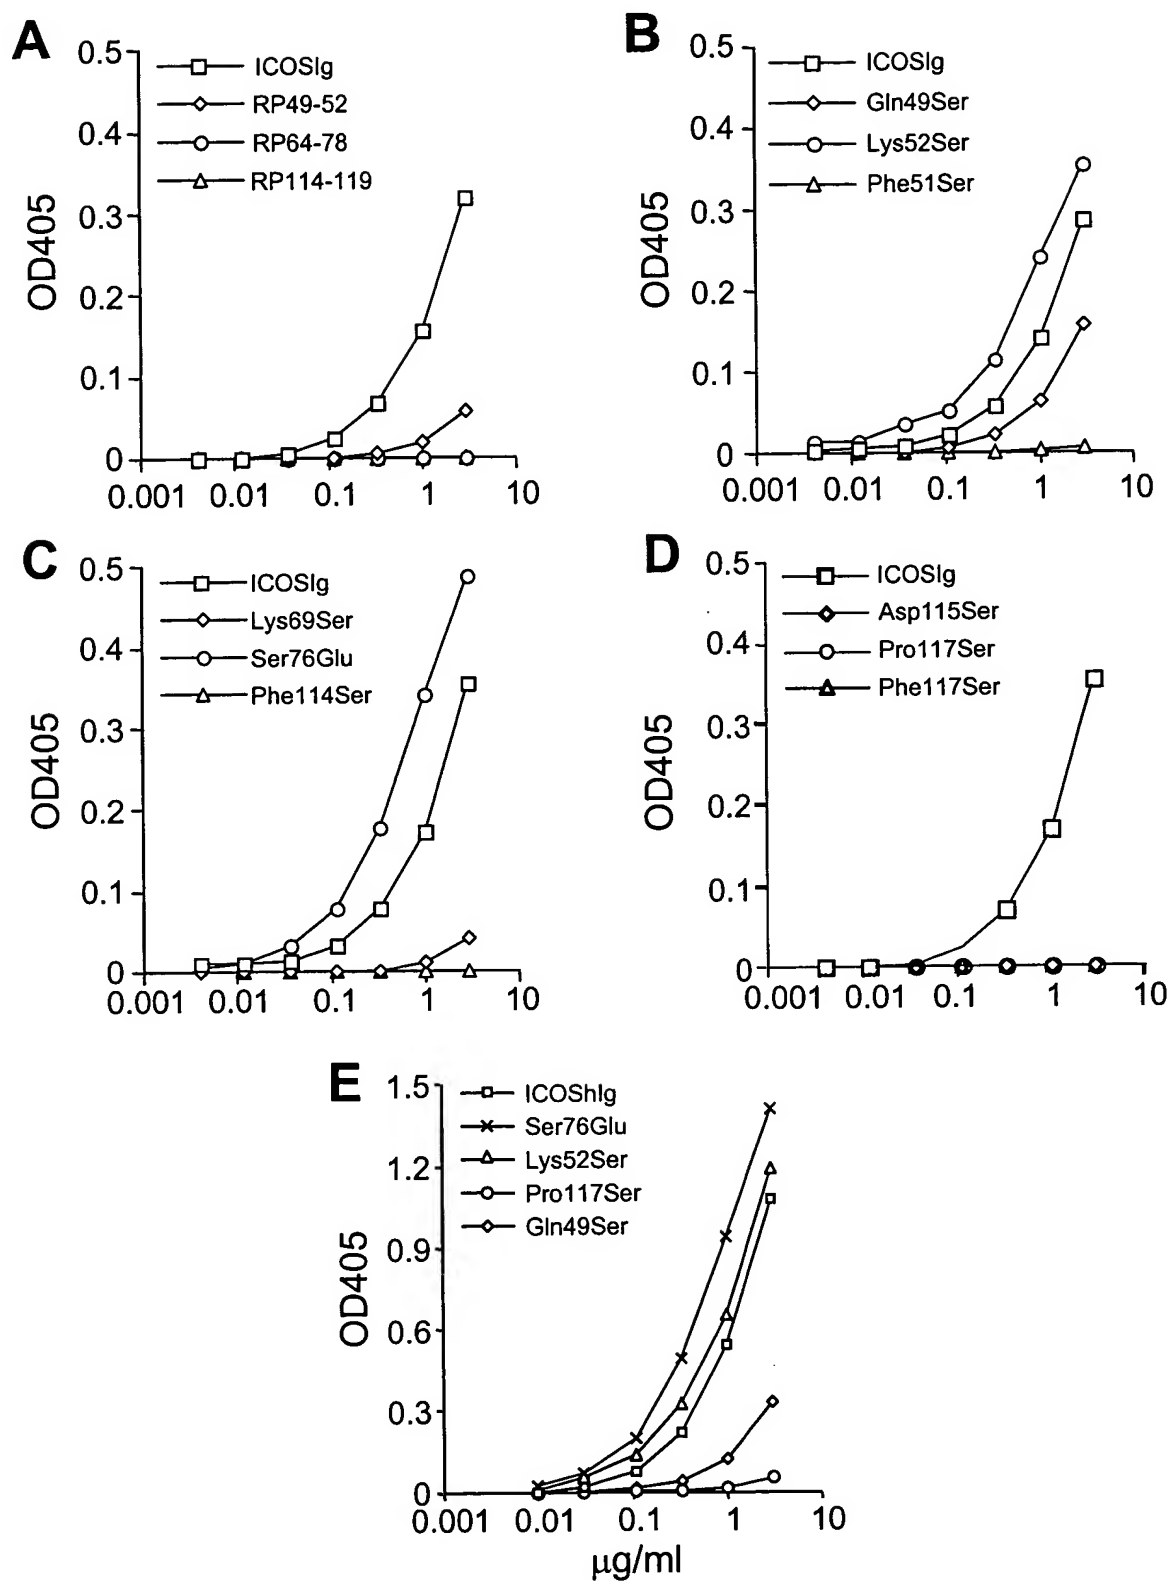 A
0.5
0.4
0.3
0.2
0.1
0
OD405
ICOSIg
RP49-52
RP64-78
RP114-119
0.001 0.01 0.1 1 10
B
0.5
0.4
0.3
0.2
0.1
0
OD405
ICOSIg
Gln49Ser
Lys52Ser
Phe51Ser
0.001 0.01 0.1 1 10
C
0.5
0.4
0.3
0.2
0.1
0
OD405
ICOSIg
Lys69Ser
Ser76Glu
Phe114Ser
0.001 0.01 0.1 1 10
D
0.5
0.4
0.3
0.2
0.1
0
OD405
ICOSIg
Asp115Ser
Pro117Ser
Phe117Ser
0.001 0.01 0.1 1 10
E
1.5
1.2
0.9
0.6
0.3
0
OD405
ICOShIg
Ser76Glu
Lys52Ser
Pro117Ser
Gln49Ser
0.001 0.01 0.1 1 10
μg/ml